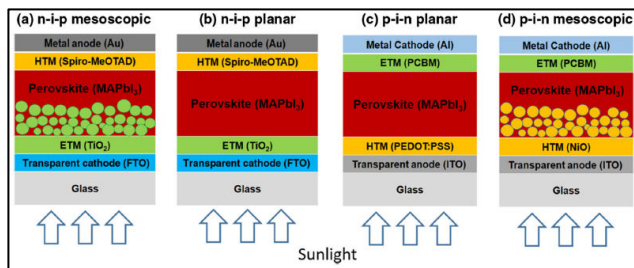 (a) n-i-p mesoscopic
Metal anode (Au)
HTM (Spiro-MeOTAD)
Perovskite (MAPbI₃)
ETM (TiO₂)
Transparent cathode (FTO)
Glass
(b) n-i-p planar
Metal anode (Au)
HTM (Spiro-MeOTAD)
Perovskite (MAPbI₃)
ETM (TiO₂)
Transparent cathode (FTO)
Glass
(c) p-i-n planar
Metal Cathode (Al)
ETM (PCBM)
Perovskite (MAPbI₃)
HTM (PEDOT:PSS)
Transparent anode (ITO)
Glass
(d) p-i-n mesoscopic
Metal Cathode (Al)
ETM (PCBM)
Perovskite (MAPbI₃)
HTM (NiO)
Transparent anode (ITO)
Glass
Sunlight